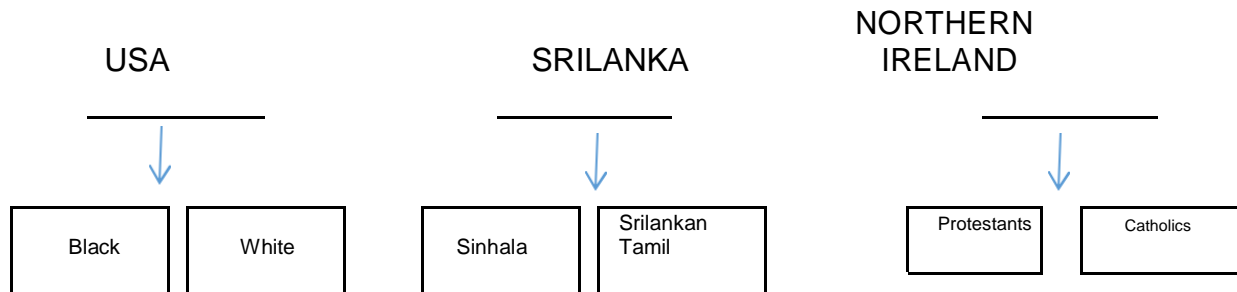 USA
SRILANKA
NORTHERN
IRELAND
Black
White
Sinhala
Srilankan
Tamil
Protestants
Catholics